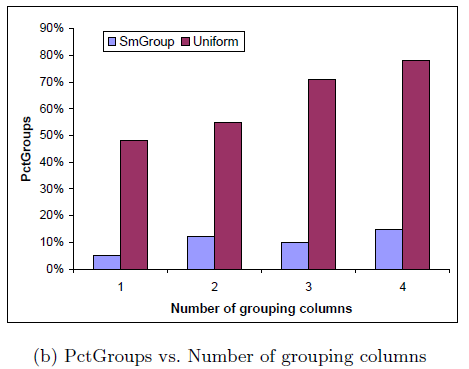 90%
80%
70%
60%
50%
40%
30%
20%
10%
0%
SmGroup Uniform
PctGroups
1 2 3 4
Number of grouping columns
(b) PctGroups vs. Number of grouping columns